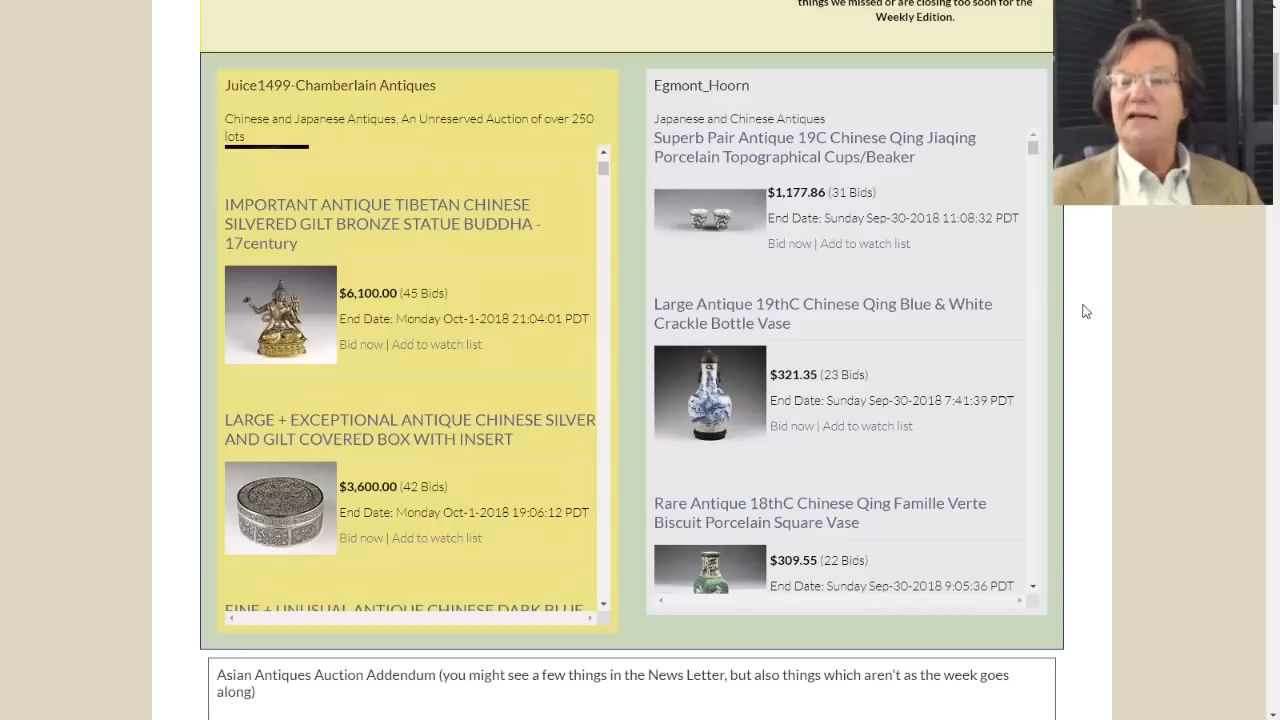 things we missed or are closing too soon for the
Weekly Edition.
Juice1499-Chamberlain Antiques
Chinese and Japanese Antiques, An Unreserved Auction of over 250
lots
IMPORTANT ANTIQUE TIBETAN CHINESE
SILVERED GILT BRONZE STATUE BUDDHA -
17century
$6,100.00 (45 Bids)
End Date: Monday Oct-1-2018 21:04:01 PDT
Bid now | Add to watch list
LARGE + EXCEPTIONAL ANTIQUE CHINESE SILVER
AND GILT COVERED BOX WITH INSERT
$3,600.00 (42 Bids)
End Date: Monday Oct-1-2018 19:06:12 PDT
Bid now | Add to watch list
FINE + UNUSUAL ANTIQUE CHINESE DARK BLUE
Egmont_Hoorn
Japanese and Chinese Antiques
Superb Pair Antique 19C Chinese Qing Jiaqing
Porcelain Topographical Cups/Beaker
$1,177.86 (31 Bids)
End Date: Sunday Sep-30-2018 11:08:32 PDT
Bid now | Add to watch list
Large Antique 19thC Chinese Qing Blue & White
Crackle Bottle Vase
$321.35 (23 Bids)
End Date: Sunday Sep-30-2018 7:41:39 PDT
Bid now | Add to watch list
Rare Antique 18thC Chinese Qing Famille Verte
Biscuit Porcelain Square Vase
$309.55 (22 Bids)
End Date: Sunday Sep-30-2018 9:05:36 PDT
Asian Antiques Auction Addendum (you might see a few things in the News Letter, but also things which aren't as the week goes
along)